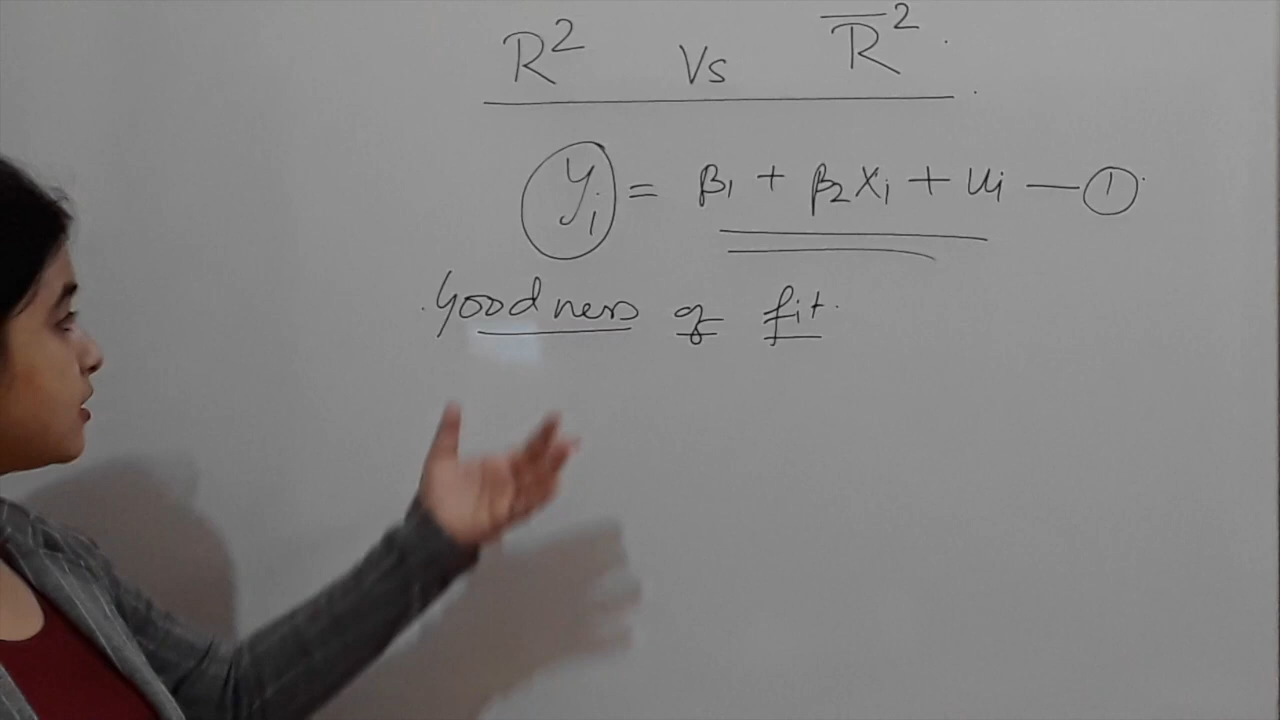 R² Vs R̅²
yᵢ = β₁ + β₂Xᵢ + uᵢ — ①
Goodness of fit